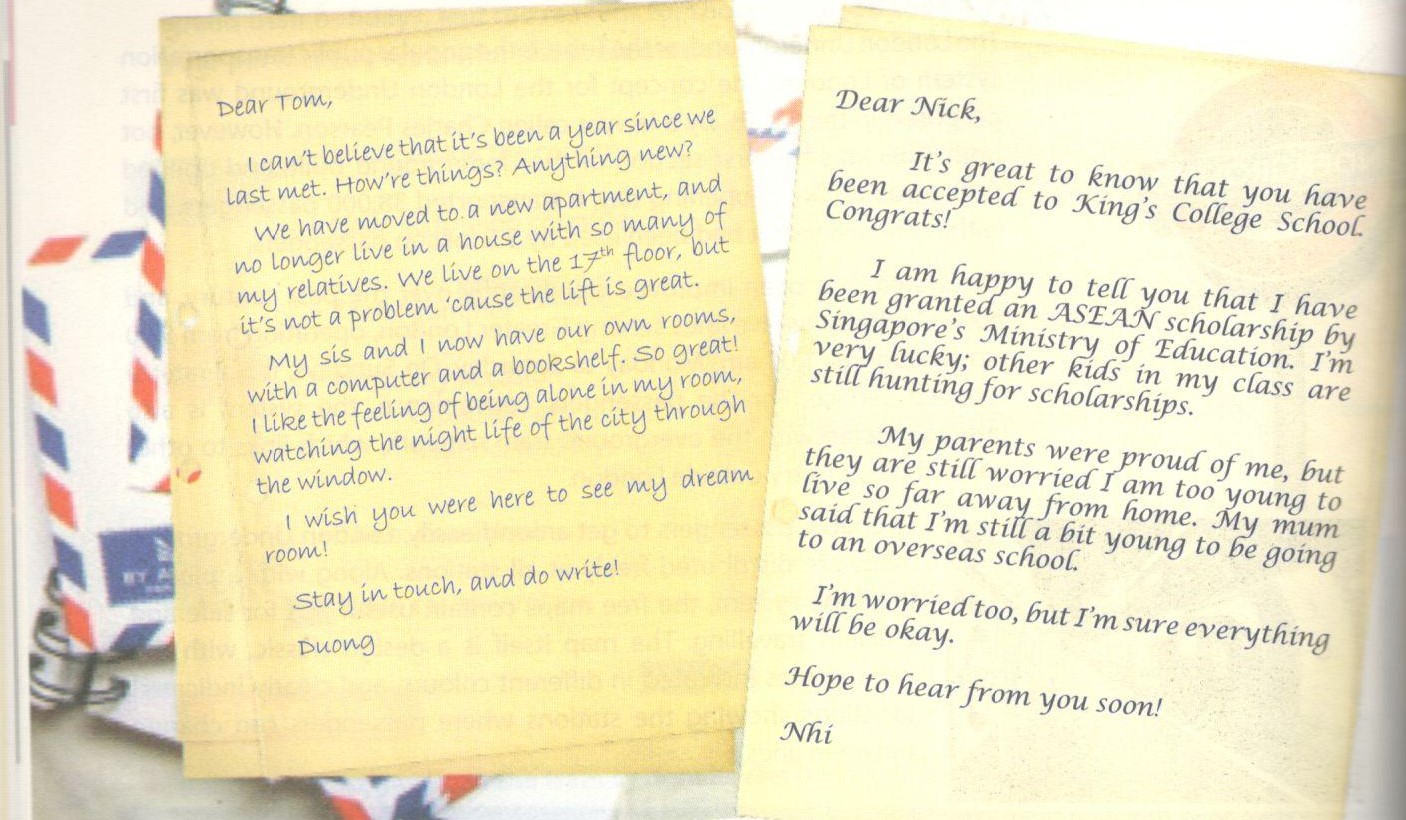 Dear Tom,
I can't believe that it's been a year since we
last met. How're things? Anything new?
We have moved to a new apartment, and
no longer live in a house with so many of
my relatives. We live on the 17th floor, but
it's not a problem 'cause the lift is great.
My sis and I now have our own rooms,
with a computer and a bookshelf. So great!
I like the feeling of being alone in my room,
watching the night life of the city through
the window.
I wish you were here to see my dream
room!
Stay in touch, and do write!
Duong
Dear Nick,
It's great to know that you have
been accepted to King's College School.
Congrats!
I am happy to tell you that I have
been granted an ASEAN scholarship by
Singapore's Ministry of Education. I'm
very lucky; other kids in my class are
still hunting for scholarships.
My parents were proud of me, but
they are still worried I am too young to
live so far away from home. My mum
said that I'm still a bit young to be going
to an overseas school.
I'm worried too, but I'm sure everything
will be okay.
Hope to hear from you soon!
Nhi
BY A